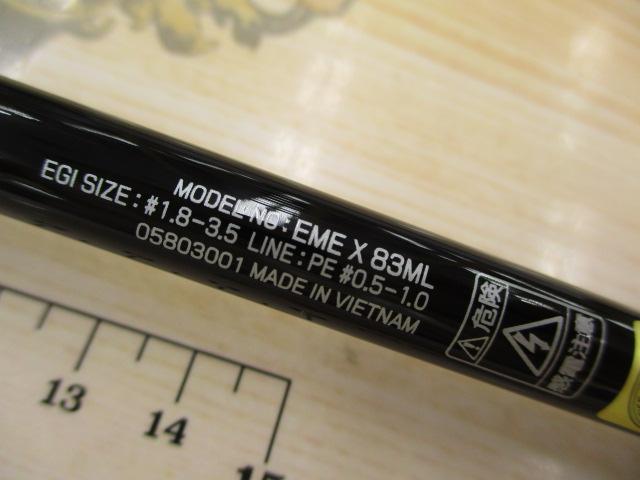 MODEL NO : EME X 83ML
EGI SIZE : #1.8-3.5 LINE : PE #0.5-1.0
05803001 MADE IN VIETNAM
危険
感電注意
13
14
15